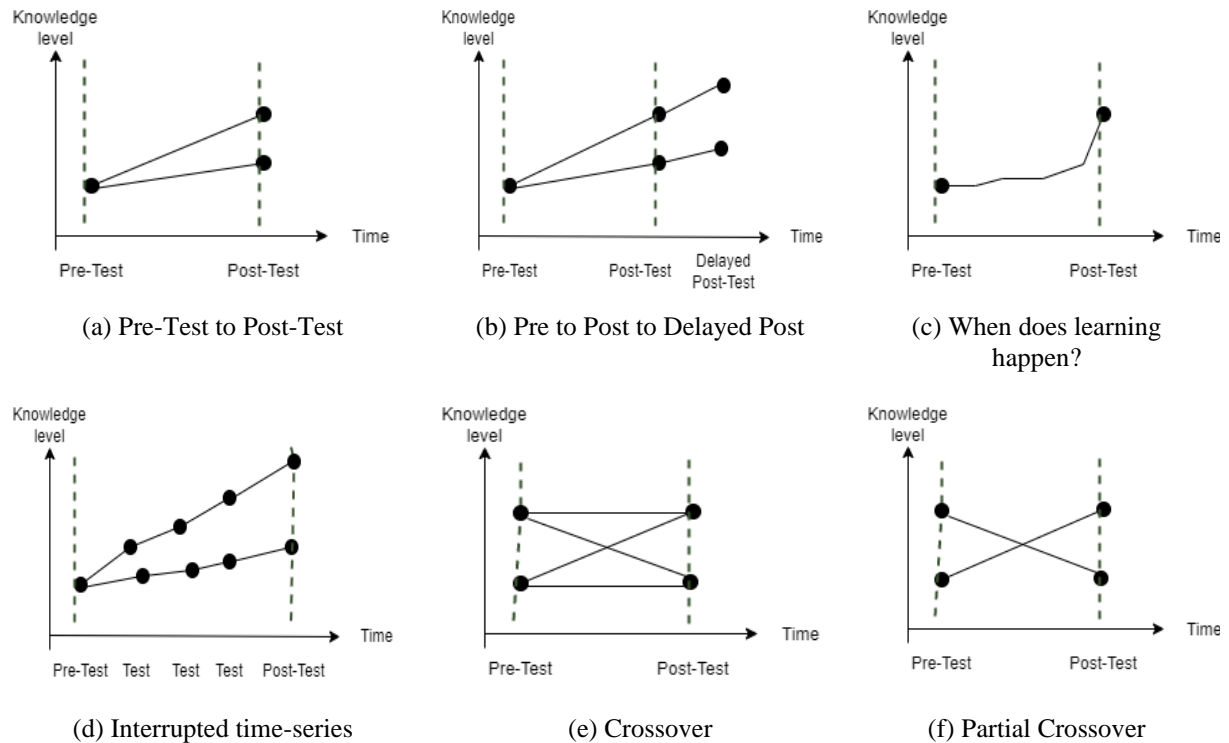 Knowledge
level
Time
Pre-Test
Post-Test
(a) Pre-Test to Post-Test
Knowledge
level
Time
Pre-Test
Post-Test
Delayed
Post-Test
(b) Pre to Post to Delayed Post
Knowledge
level
Time
Pre-Test
Post-Test
(c) When does learning
happen?
Knowledge
level
Time
Pre-Test
Test
Test
Test
Post-Test
(d) Interrupted time-series
Knowledge
level
Time
Pre-Test
Post-Test
(e) Crossover
Knowledge
level
Time
Pre-Test
Post-Test
(f) Partial Crossover